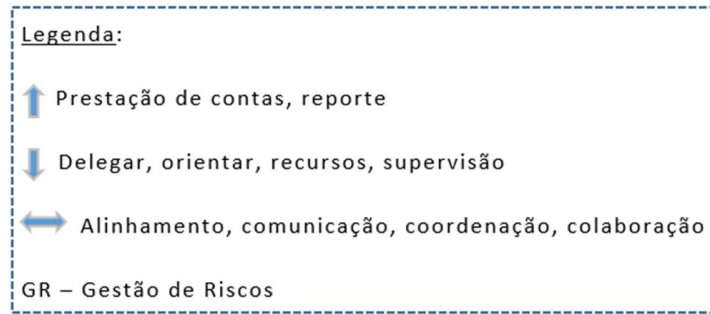 Legenda:
Prestação de contas, reporte
Delegar, orientar, recursos, supervisão
Alinhamento, comunicação, coordenação, colaboração
GR – Gestão de Riscos